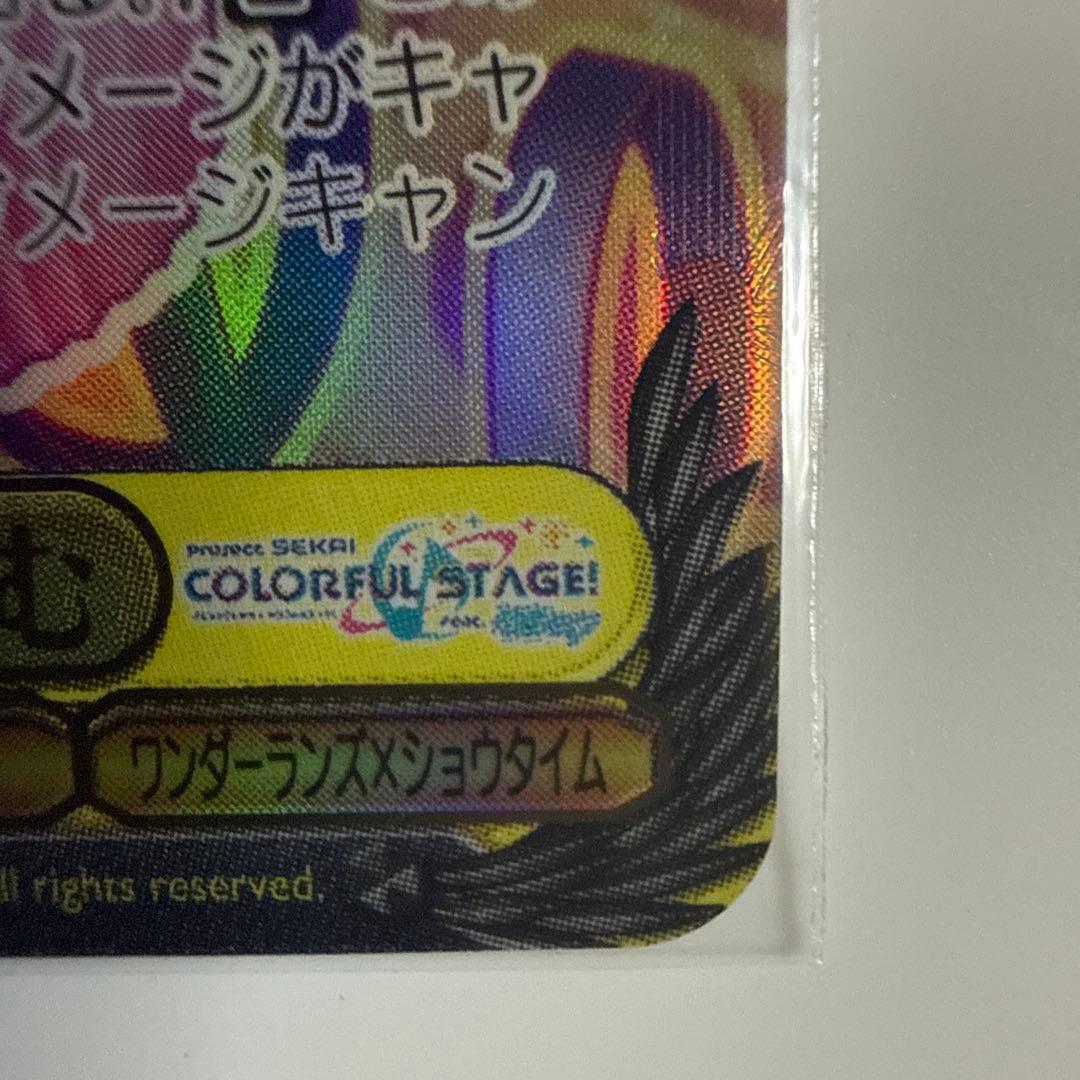 メージがキャ
メージキャン
む
PROJECT SEKAI
COLORFUL STAGE!
feat.
ワンダーランズ×ショウタイム
ll rights reserved.